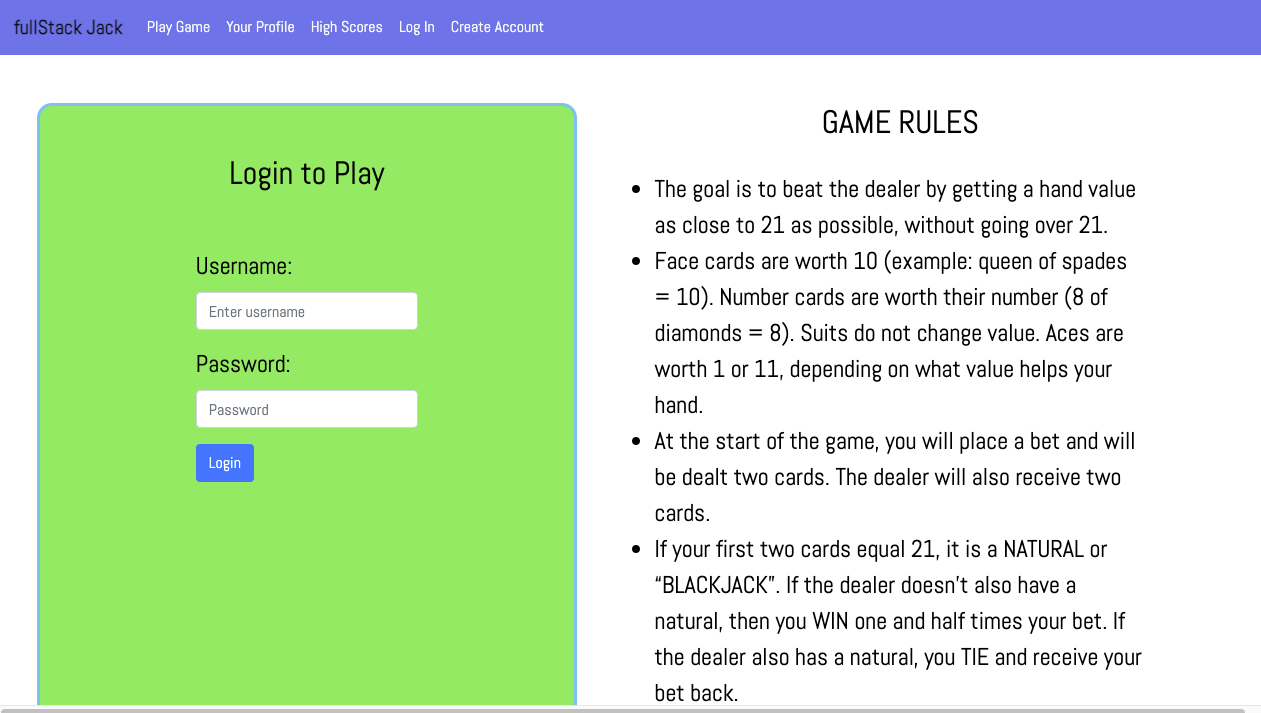 fullStack Jack Play Game Your Profile High Scores Log In Create Account
Login to Play
Username:
Enter username
Password:
Password
Login
GAME RULES
• The goal is to beat the dealer by getting a hand value
as close to 21 as possible, without going over 21.
• Face cards are worth 10 (example: queen of spades
= 10). Number cards are worth their number (8 of
diamonds = 8). Suits do not change value. Aces are
worth 1 or 11, depending on what value helps your
hand.
• At the start of the game, you will place a bet and will
be dealt two cards. The dealer will also receive two
cards.
• If your first two cards equal 21, it is a NATURAL or
“BLACKJACK”. If the dealer doesn’t also have a
natural, then you WIN one and half times your bet. If
the dealer also has a natural, you TIE and receive your
bet back.